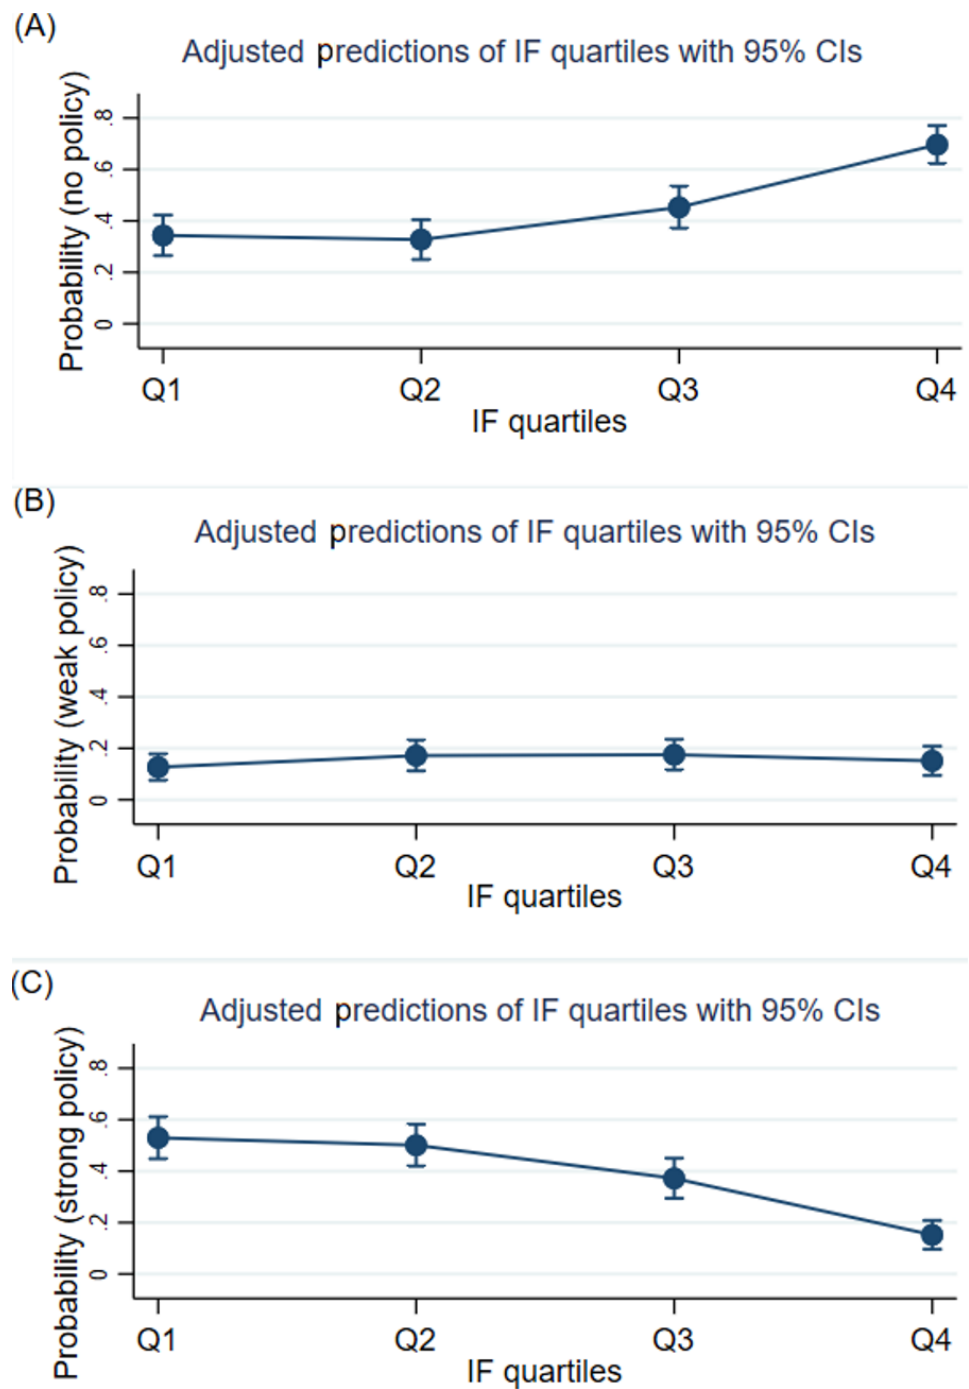 (A)
Adjusted predictions of IF quartiles with 95% CIs
Probability (no policy)
.8
.6
.4
.2
0
Q1 Q2 Q3 Q4
IF quartiles
(B)
Adjusted predictions of IF quartiles with 95% CIs
Probability (weak policy)
.8
.6
.4
.2
0
Q1 Q2 Q3 Q4
IF quartiles
(C)
Adjusted predictions of IF quartiles with 95% CIs
Probability (strong policy)
.8
.6
.4
.2
0
Q1 Q2 Q3 Q4
IF quartiles